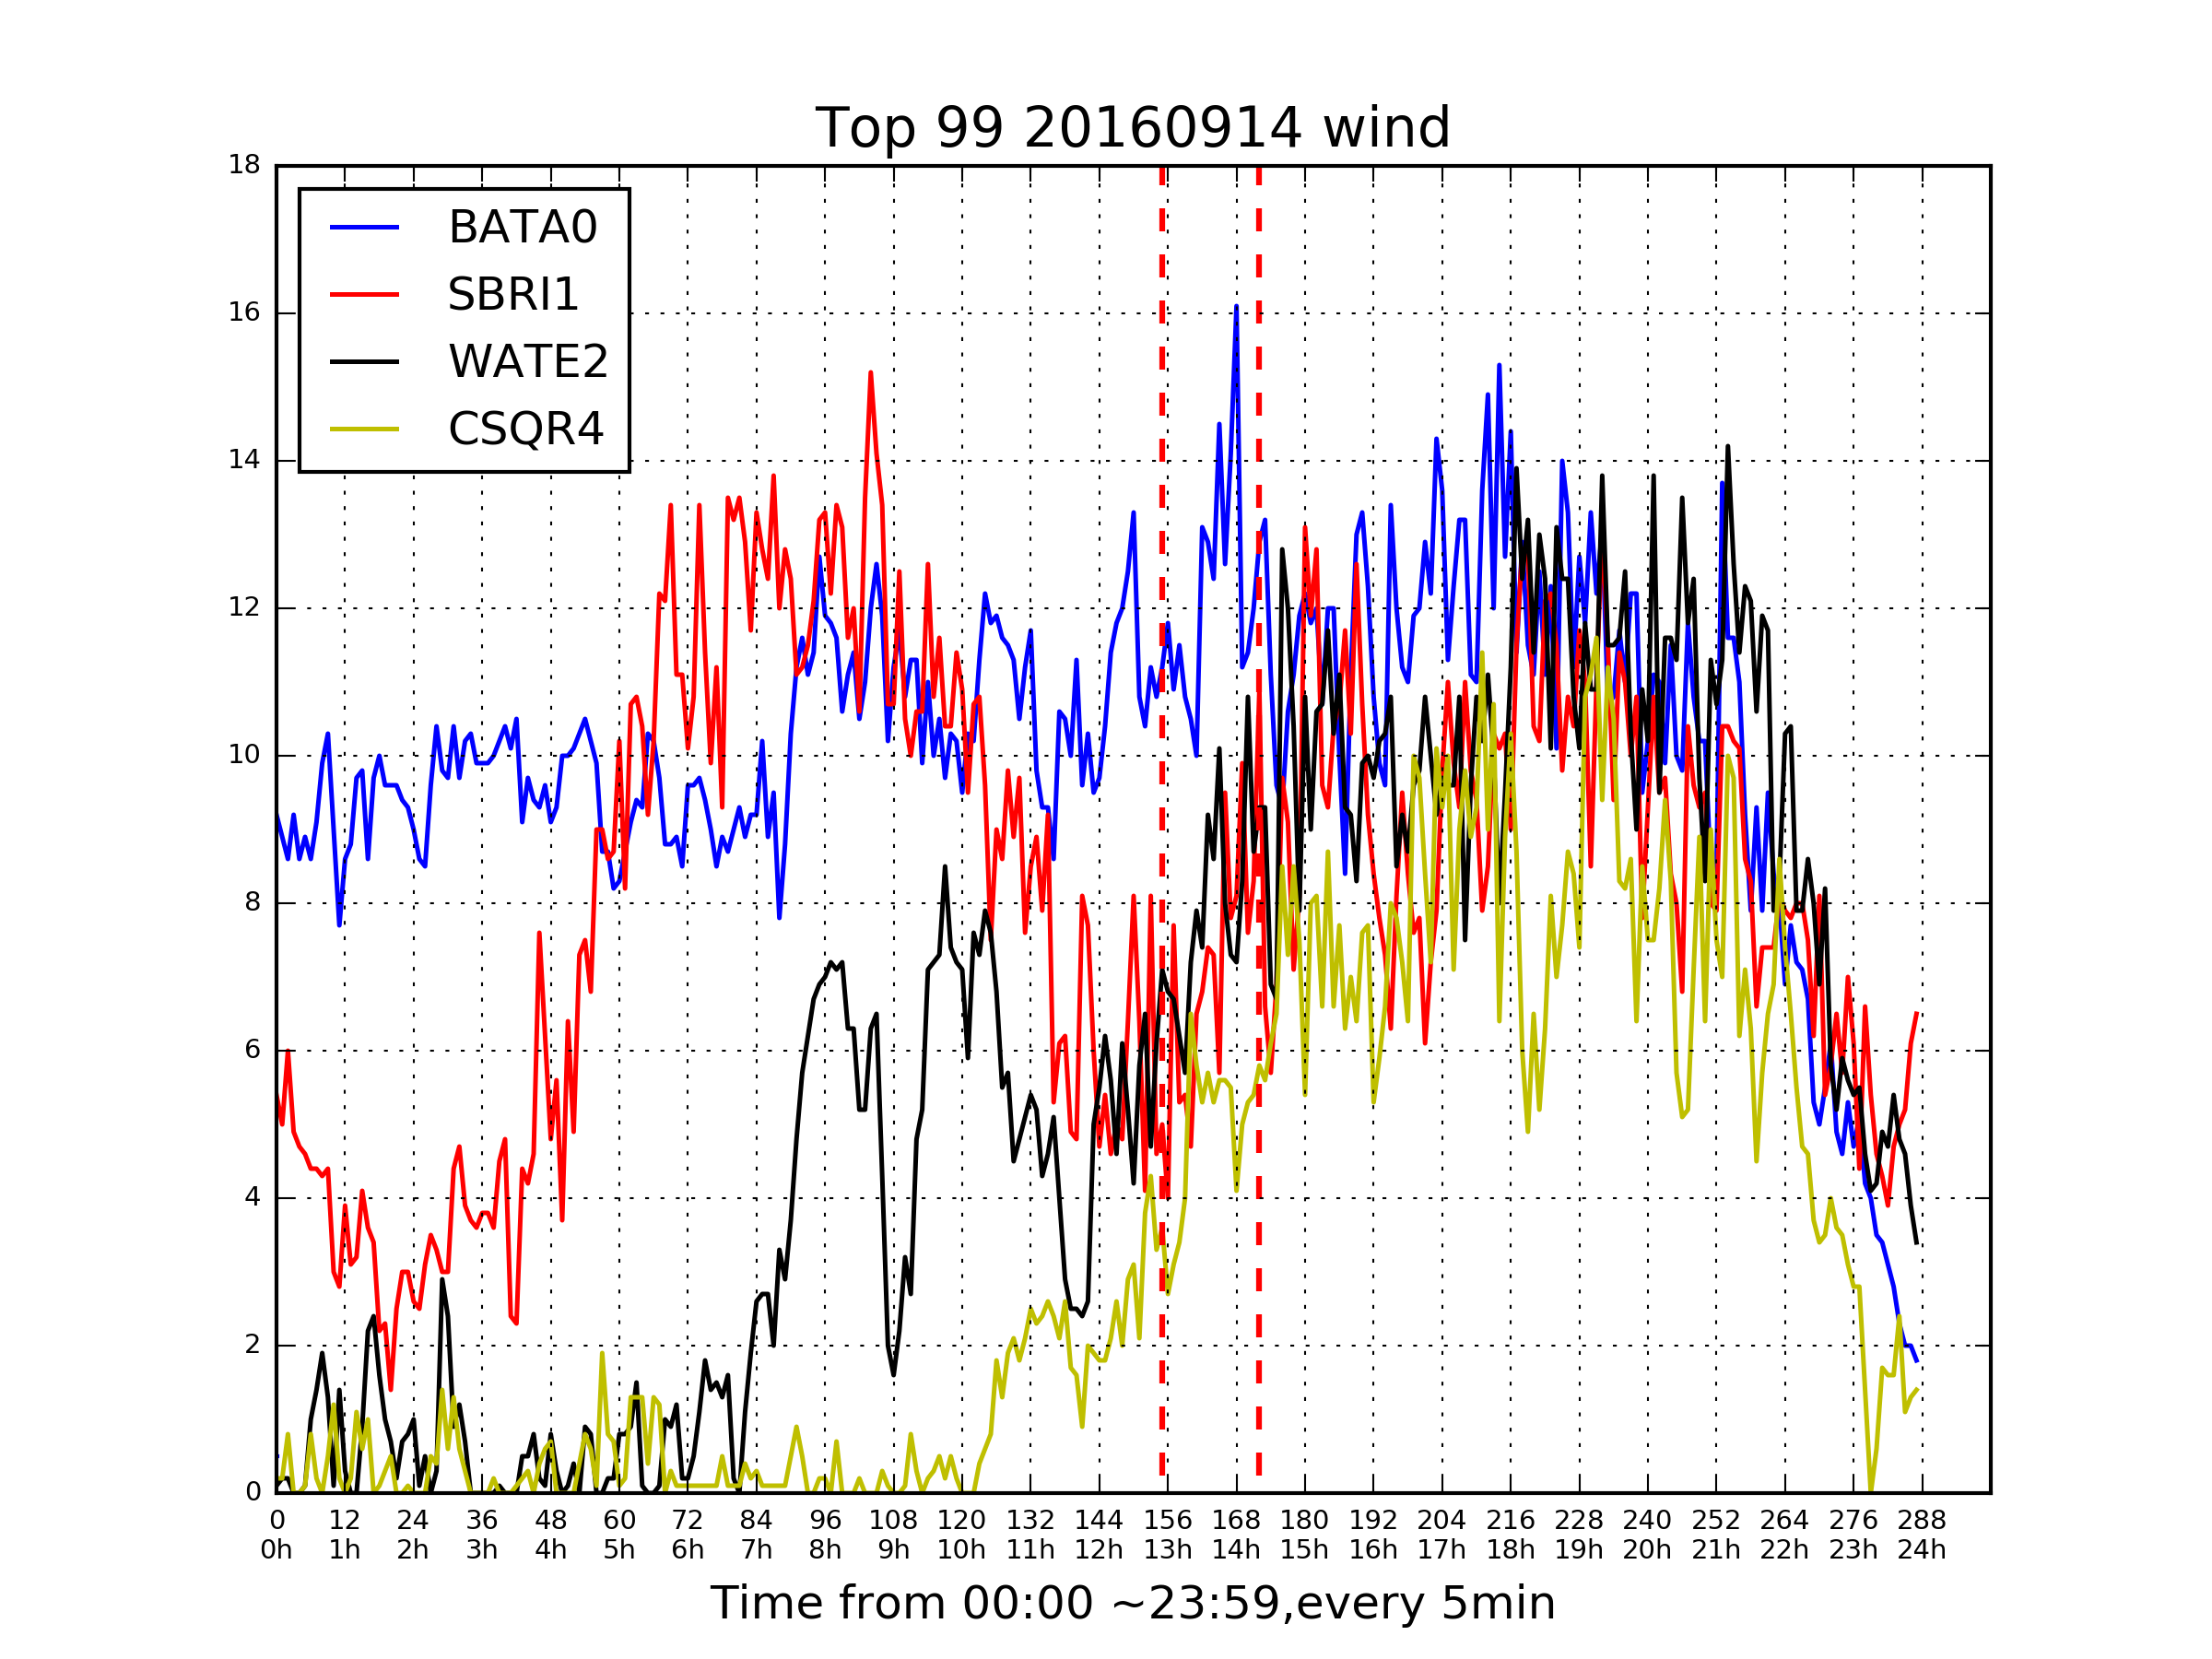 Top 99 20160914 wind
18
16
14
12
10
8
6
4
2
0
BATA0
SBRI1
WATE2
CSQR4
0 12 24 36 48 60 72 84 96 108 120 132 144 156 168 180 192 204 216 228 240 252 264 276 288
0h 1h 2h 3h 4h 5h 6h 7h 8h 9h 10h 11h 12h 13h 14h 15h 16h 17h 18h 19h 20h 21h 22h 23h 24h
Time from 00:00 ~23:59,every 5min